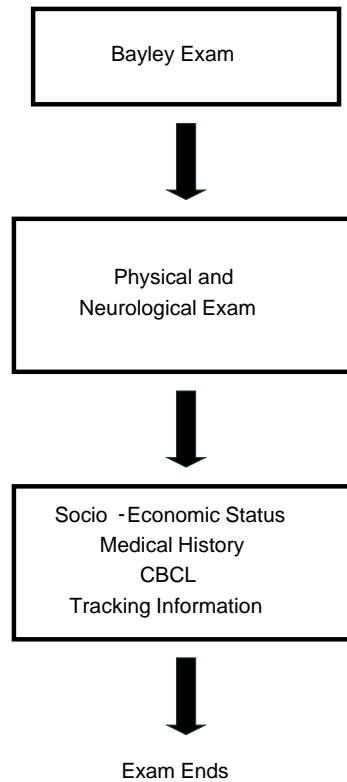 Bayley Exam
Physical and
Neurological Exam
Socio -Economic Status
Medical History
CBCL
Tracking Information
Exam Ends